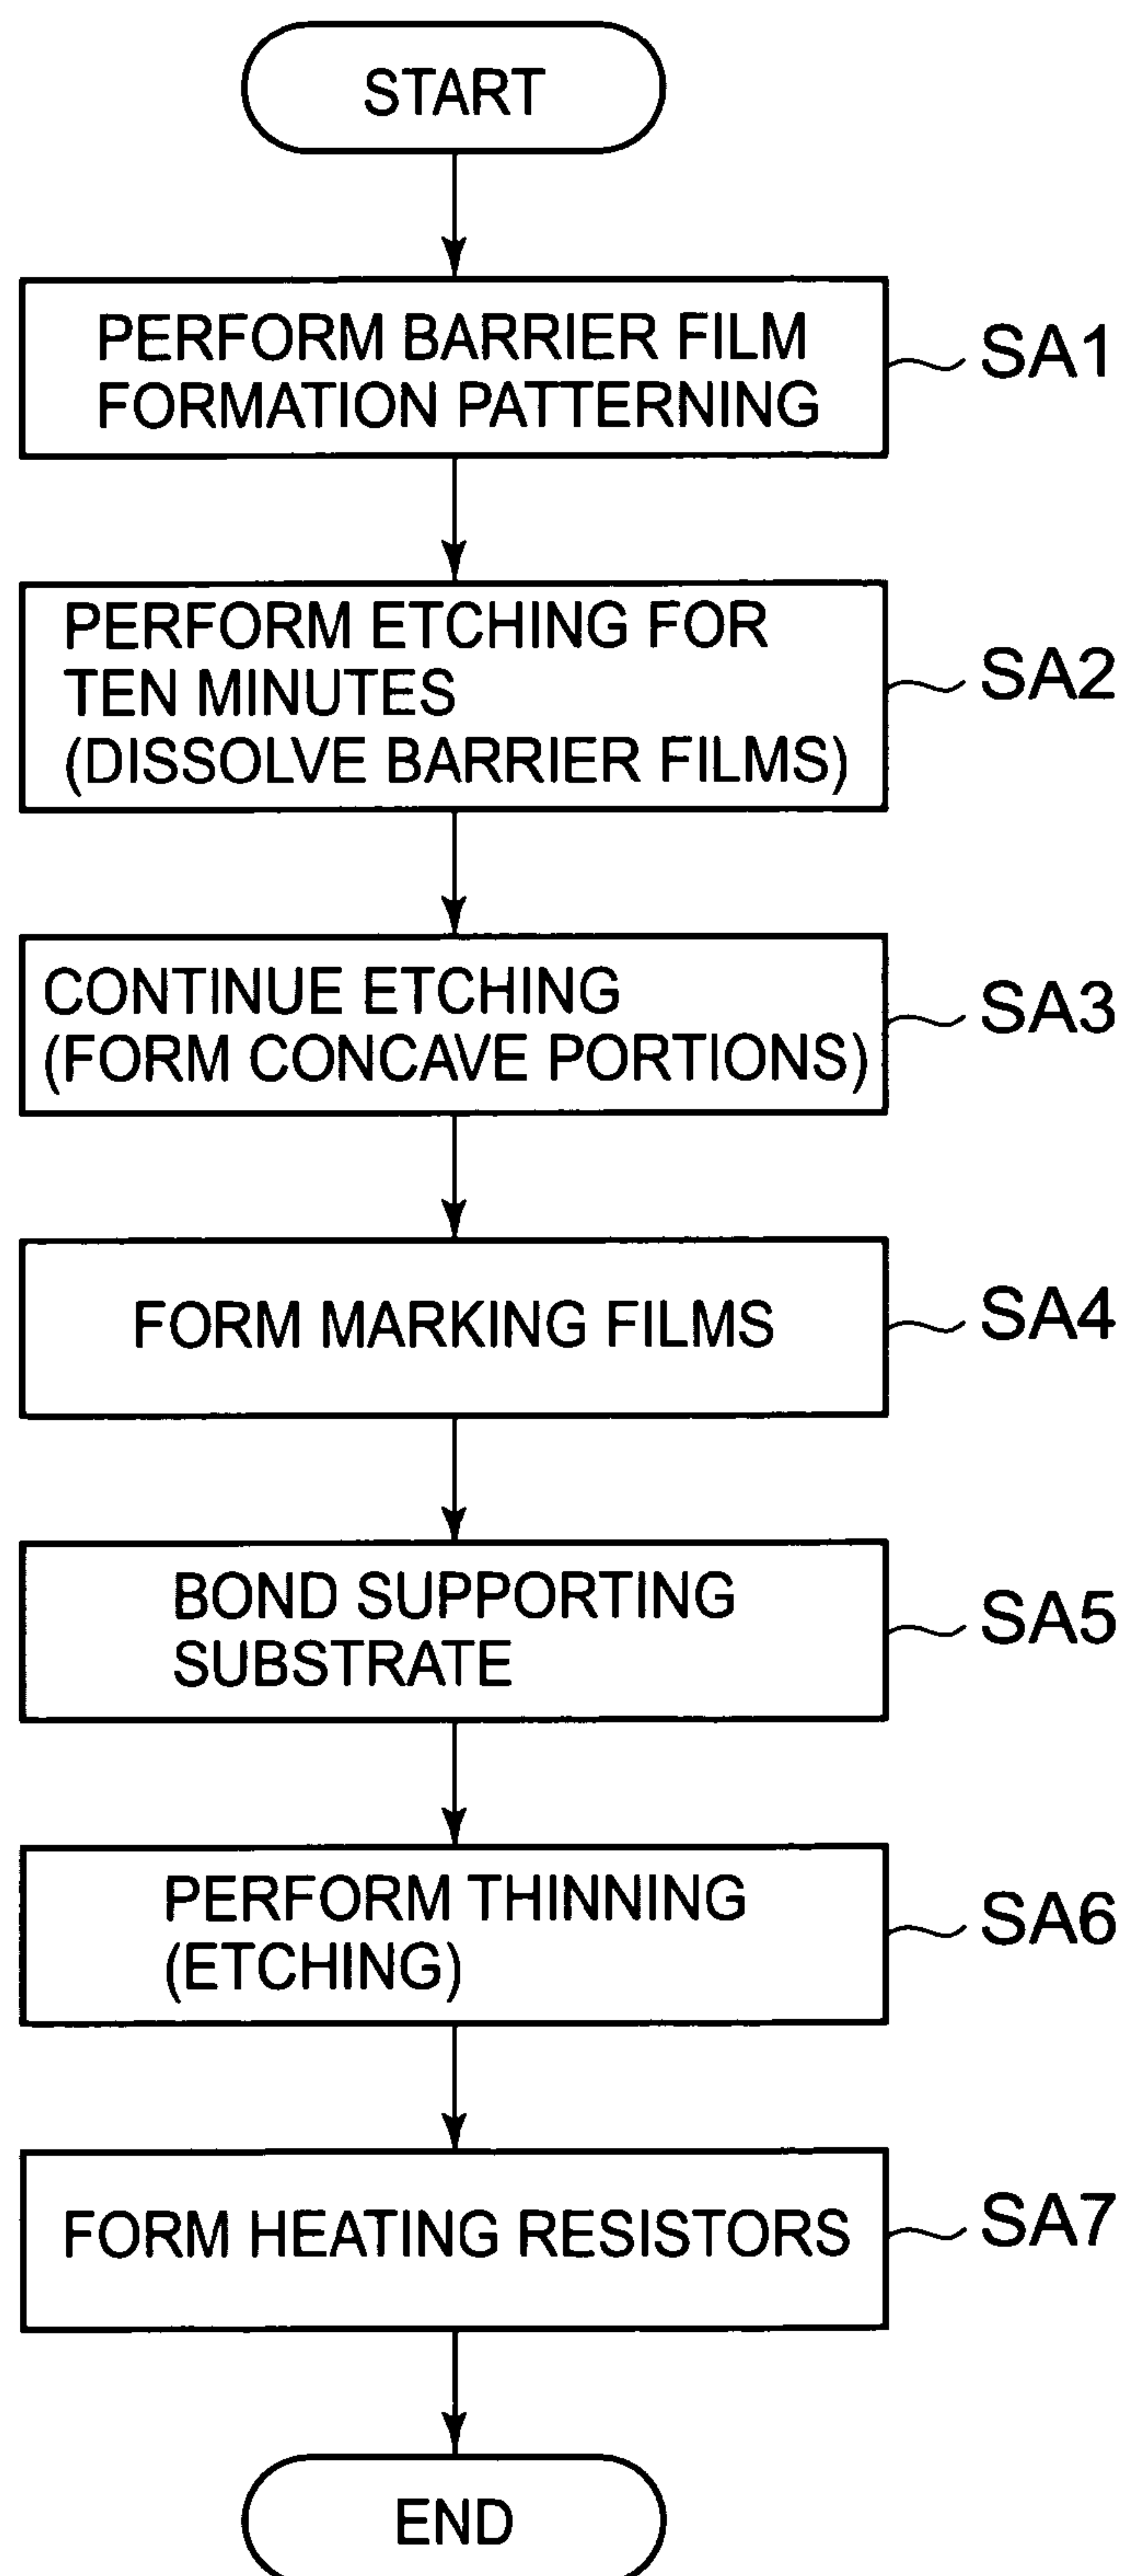 START
PERFORM BARRIER FILM
FORMATION PATTERNING
SA1
PERFORM ETCHING FOR
TEN MINUTES
(DISSOLVE BARRIER FILMS)
SA2
CONTINUE ETCHING
(FORM CONCAVE PORTIONS)
SA3
FORM MARKING FILMS
SA4
BOND SUPPORTING
SUBSTRATE
SA5
PERFORM THINNING
(ETCHING)
SA6
FORM HEATING RESISTORS
SA7
END